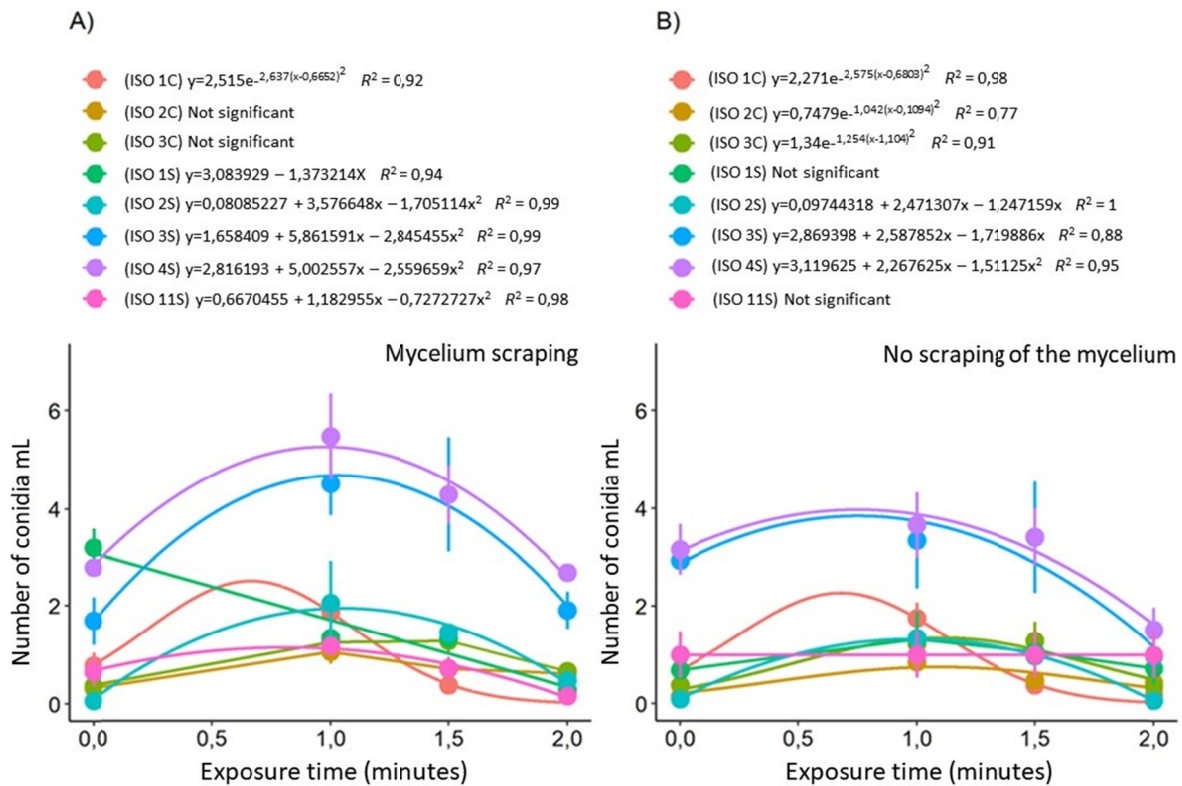 A)
(ISO 1C) y=2,515e-^2,637(x-0,6652)^2 R² = 0,92
(ISO 2C) Not significant
(ISO 3C) Not significant
(ISO 1S) y=3,083929 − 1,373214X R² = 0,94
(ISO 2S) y=0,08085227 + 3,576648x − 1,705114x² R² = 0,99
(ISO 3S) y=1,658409 + 5,861591x − 2,845455x² R² = 0,99
(ISO 4S) y=2,816193 + 5,002557x − 2,559659x² R² = 0,97
(ISO 11S) y=0,6670455 + 1,182955x − 0,7272727x² R² = 0,98
Mycelium scraping
Number of conidia mL
6
4
2
0
0,0 0,5 1,0 1,5 2,0
Exposure time (minutes)
B)
(ISO 1C) y=2,271e-^2,575(x-0,6803)^2 R² = 0,98
(ISO 2C) y=0,7479e-^1,042(x-0,1094)^2 R² = 0,77
(ISO 3C) y=1,34e-^1,254(x-1,104)^2 R² = 0,91
(ISO 1S) Not significant
(ISO 2S) y=0,09744318 + 2,471307x − 1,247159x R² = 1
(ISO 3S) y=2,869398 + 2,587852x − 1,719886x R² = 0,88
(ISO 4S) y=3,119625 + 2,267625x − 1,51125x² R² = 0,95
(ISO 11S) Not significant
No scraping of the mycelium
Number of conidia mL
6
4
2
0
0,0 0,5 1,0 1,5 2,0
Exposure time (minutes)